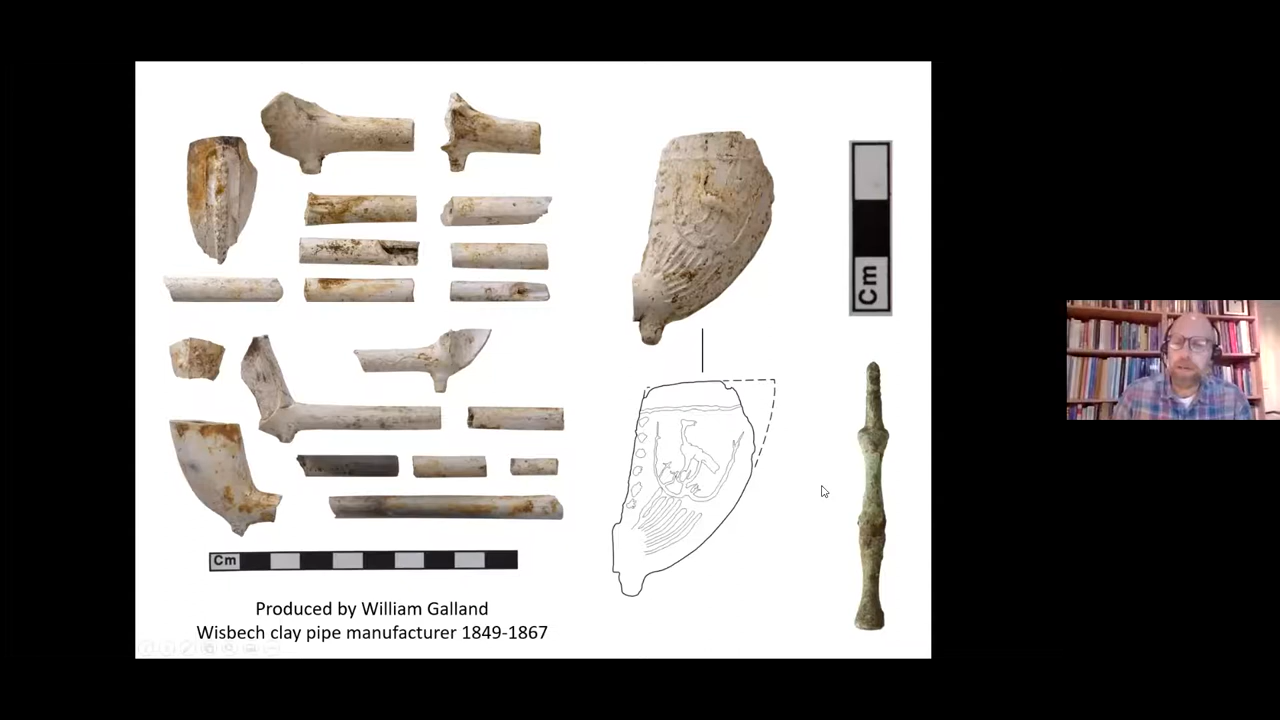 Cm
Cm
Produced by William Galland
Wisbech clay pipe manufacturer 1849-1867